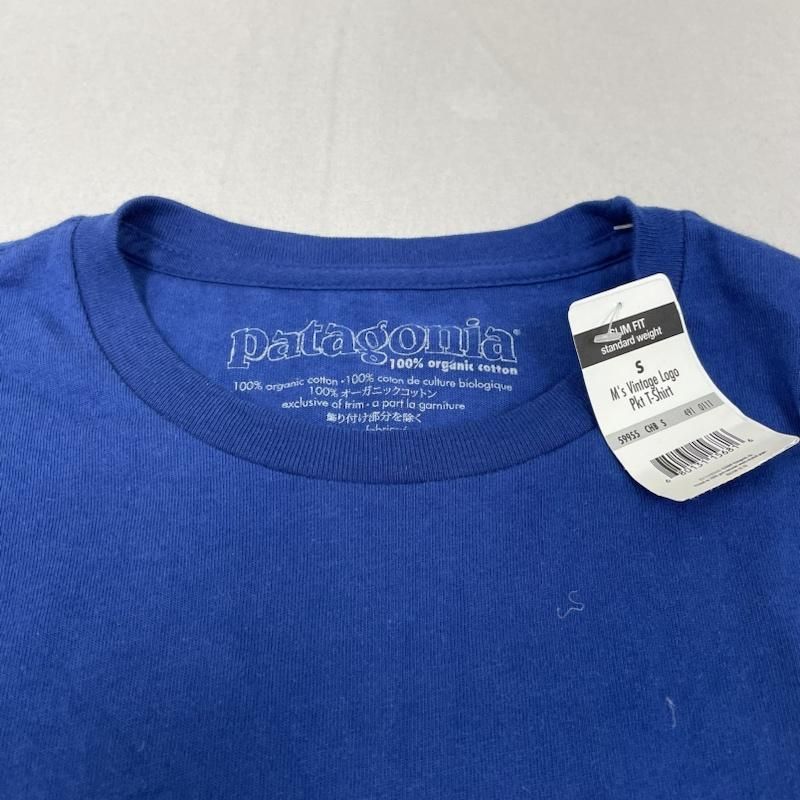 patagonia®
100% organic cotton
100% organic cotton · 100% coton de culture biologique
100% オーガニックコットン
exclusive of trim · a part la garniture
飾り付け部分を除く
SLIM FIT
standard weight
S
M's Vintage Logo
Pkt T-Shirt
59955 CHB S 491 0111